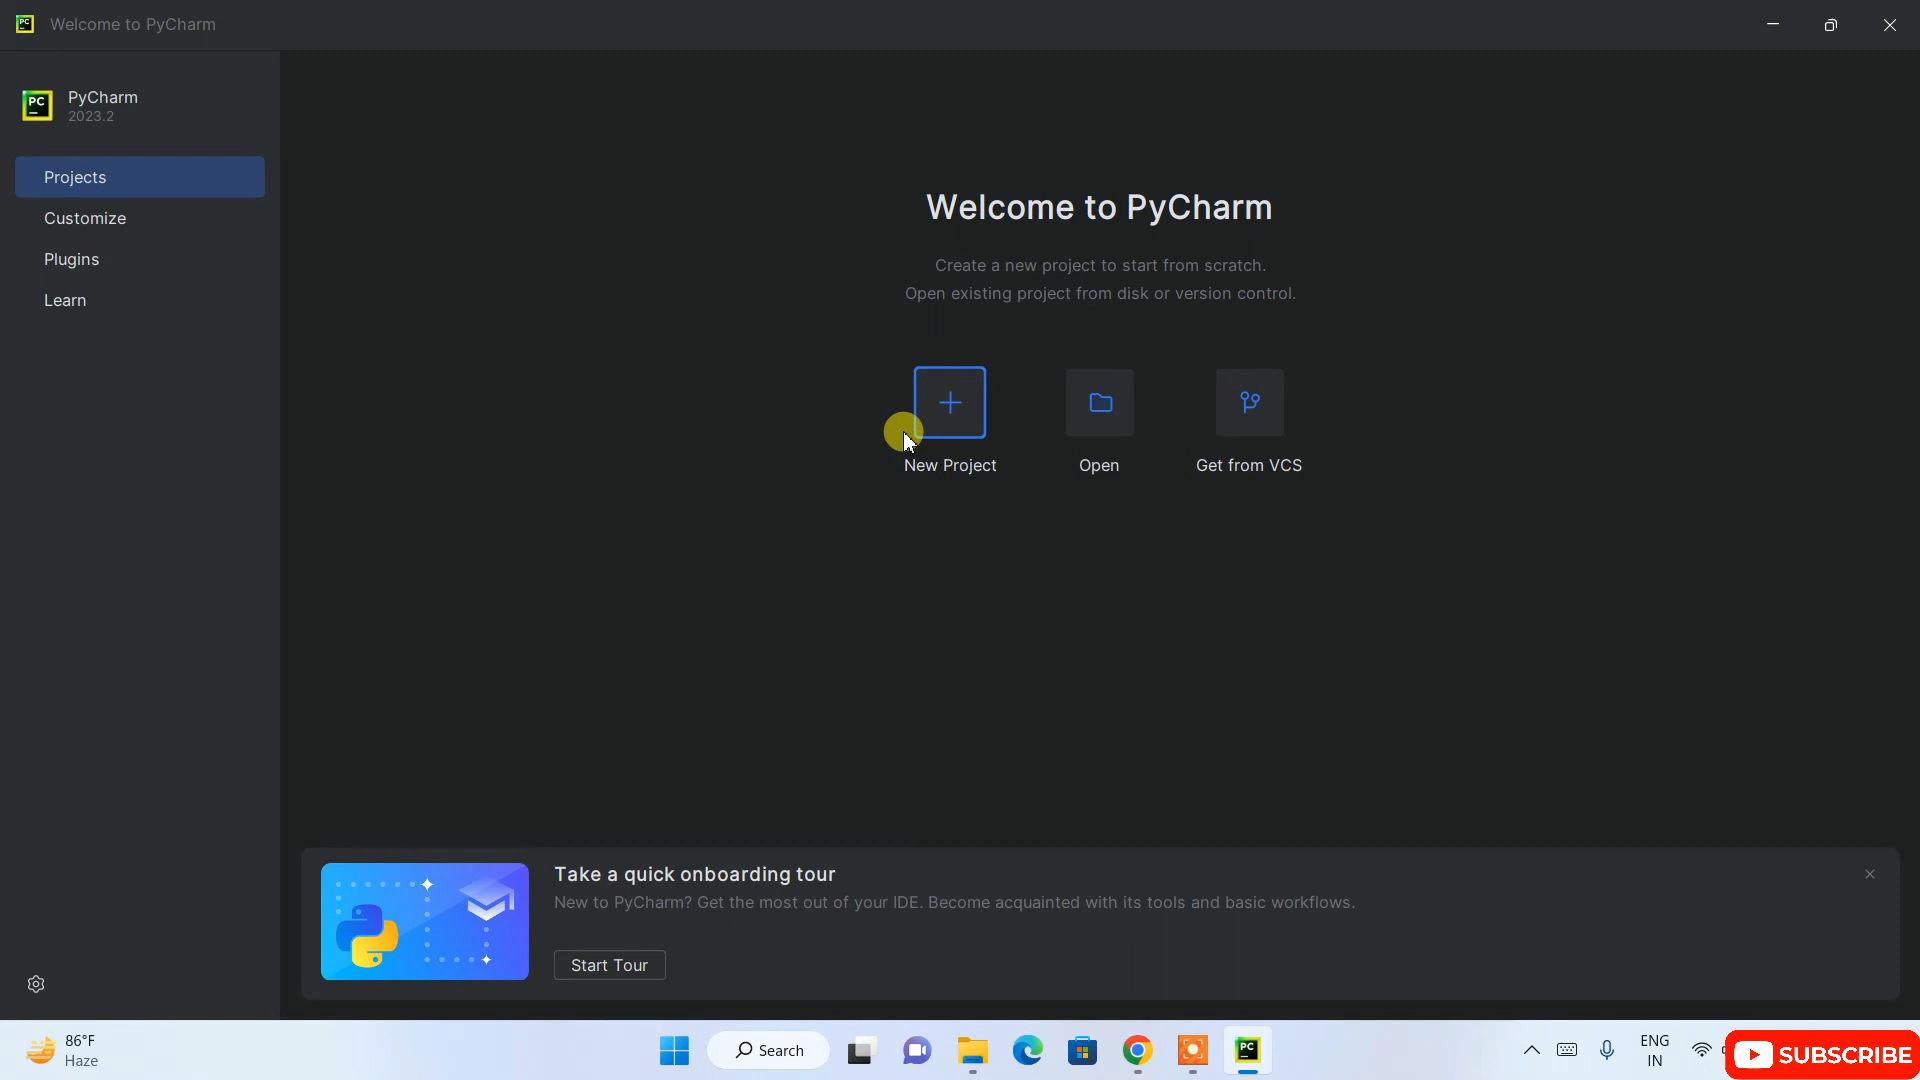 Welcome to PyCharm
PyCharm
2023.2
Projects
Customize
Plugins
Learn
Welcome to PyCharm
Create a new project to start from scratch.
Open existing project from disk or version control.
New Project
Open
Get from VCS
Take a quick onboarding tour
New to PyCharm? Get the most out of your IDE. Become acquainted with its tools and basic workflows.
Start Tour
86°F
Haze
Search
ENG
IN
SUBSCRIBE